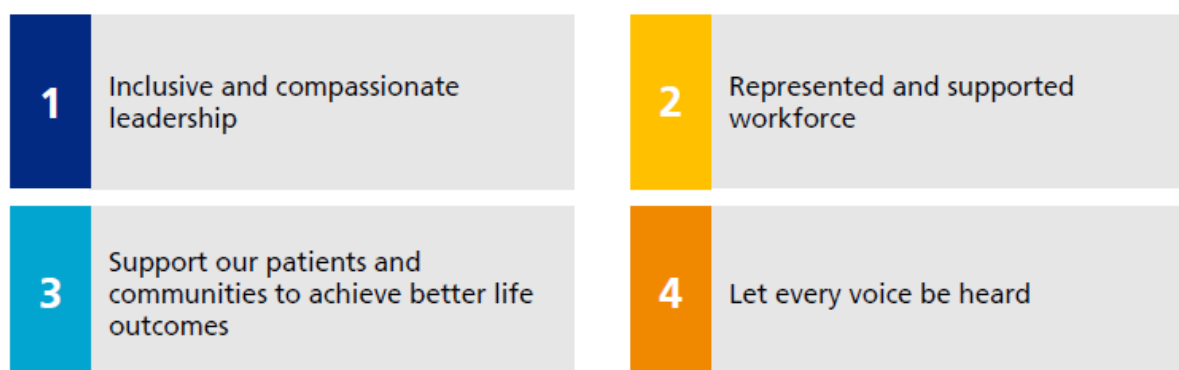 1
Inclusive and compassionate
leadership
2
Represented and supported
workforce
3
Support our patients and
communities to achieve better life
outcomes
4
Let every voice be heard